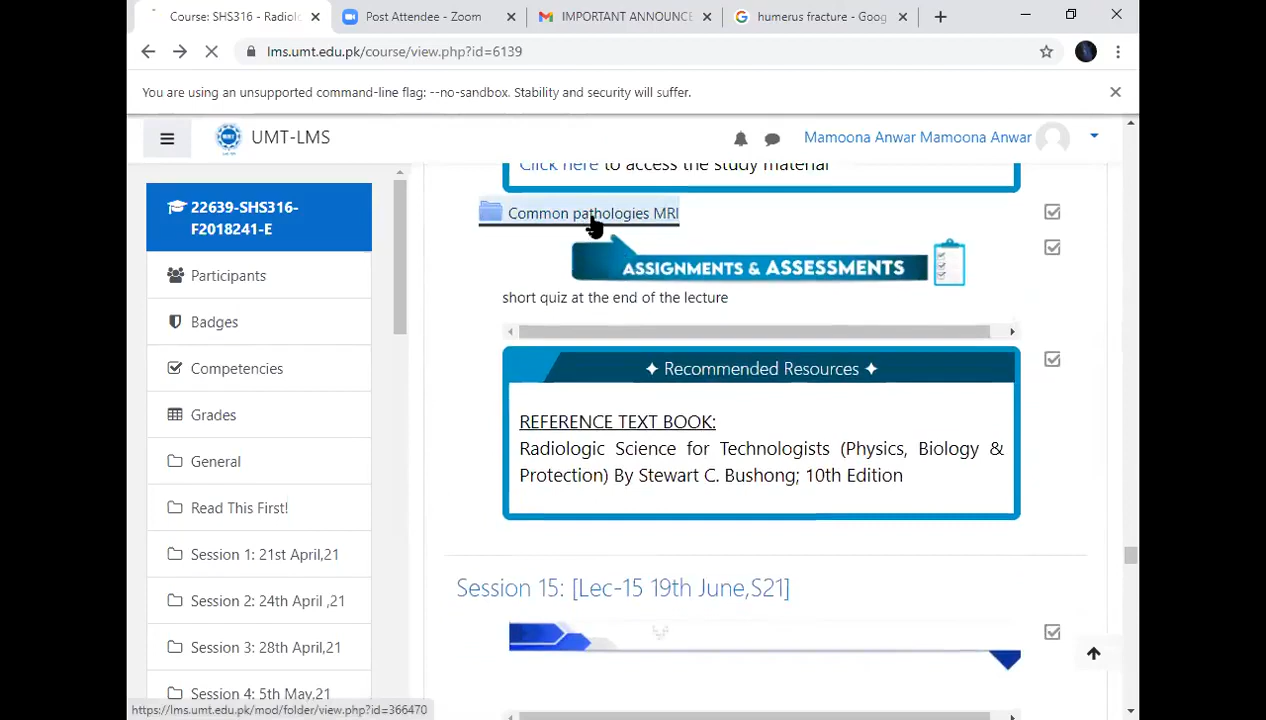 Course: SHS316 - Radiolo
Post Attendee - Zoom
IMPORTANT ANNOUNCE
humerus fracture - Goog
lms.umt.edu.pk/course/view.php?id=6139
You are using an unsupported command-line flag: --no-sandbox. Stability and security will suffer.
UMT-LMS
Mamoona Anwar Mamoona Anwar
22639-SHS316-
F2018241-E
Participants
Badges
Competencies
Grades
General
Read This First!
Session 1: 21st April,21
Session 2: 24th April ,21
Session 3: 28th April,21
Session 4: 5th May,21
Click here to access the study material
Common pathologies MRI
ASSIGNMENTS & ASSESSMENTS
short quiz at the end of the lecture
✦ Recommended Resources ✦
REFERENCE TEXT BOOK:
Radiologic Science for Technologists (Physics, Biology &
Protection) By Stewart C. Bushong; 10th Edition
Session 15: [Lec-15 19th June,S21]
https://lms.umt.edu.pk/mod/folder/view.php?id=366470